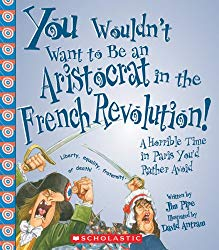 You Wouldn't
Want to Be an
Aristocrat in the
French Revolution!
A Horrible Time
in Paris You'd
Rather Avoid
Liberty, equality, fraternity!
or death!
Written by
Jim Pipe
Illustrated by
David Antram
SCHOLASTIC